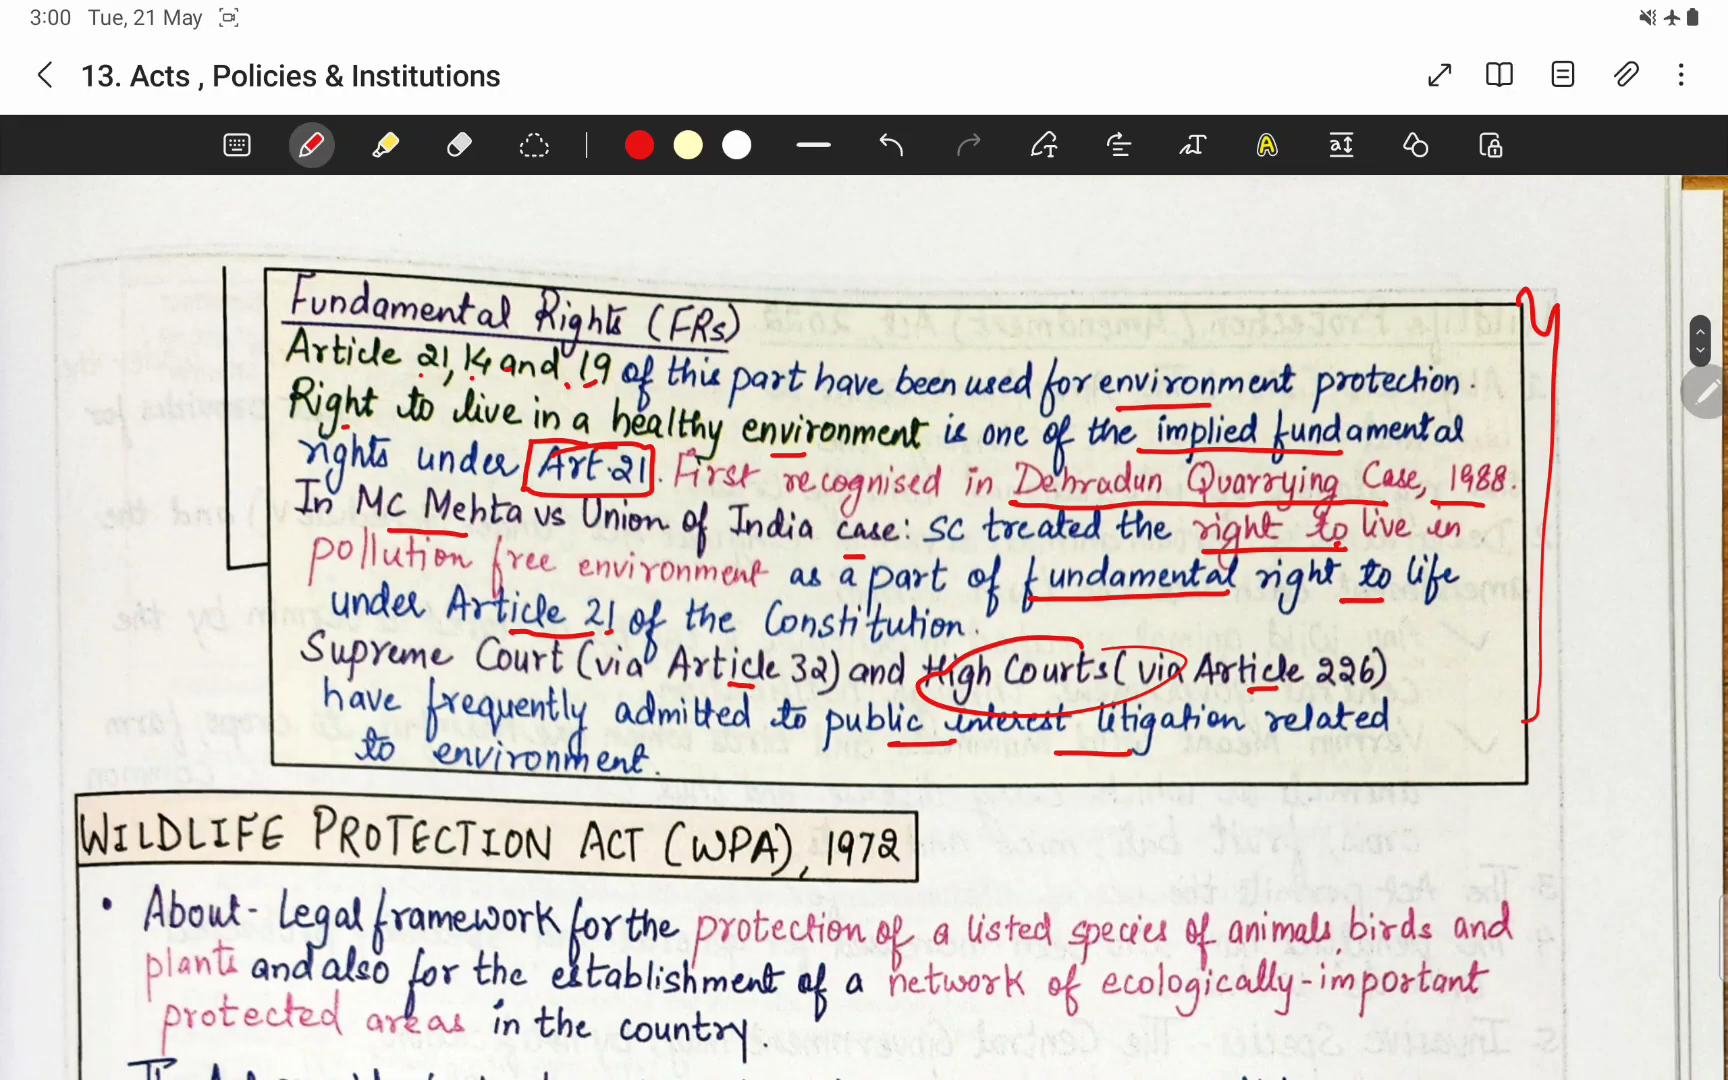 3:00 Tue, 21 May
13. Acts , Policies & Institutions
Fundamental Rights (FRs)
Article 21, 14 and 19 of this part have been used for environment protection.
Right to live in a healthy environment is one of the implied fundamental
rights under Art.21. First recognised in Dehradun Quarrying Case, 1988.
In MC Mehta vs Union of India case: SC treated the right to live in
pollution free environment as a part of fundamental right to life
under Article 21 of the Constitution.
Supreme Court (via Article 32) and High Courts (via Article 226)
have frequently admitted to public interest litigation related
to environment.
WILDLIFE PROTECTION ACT (WPA), 1972
• About - Legal framework for the protection of a listed species of animals birds and
plants and also for the establishment of a network of ecologically-important
protected areas in the country.